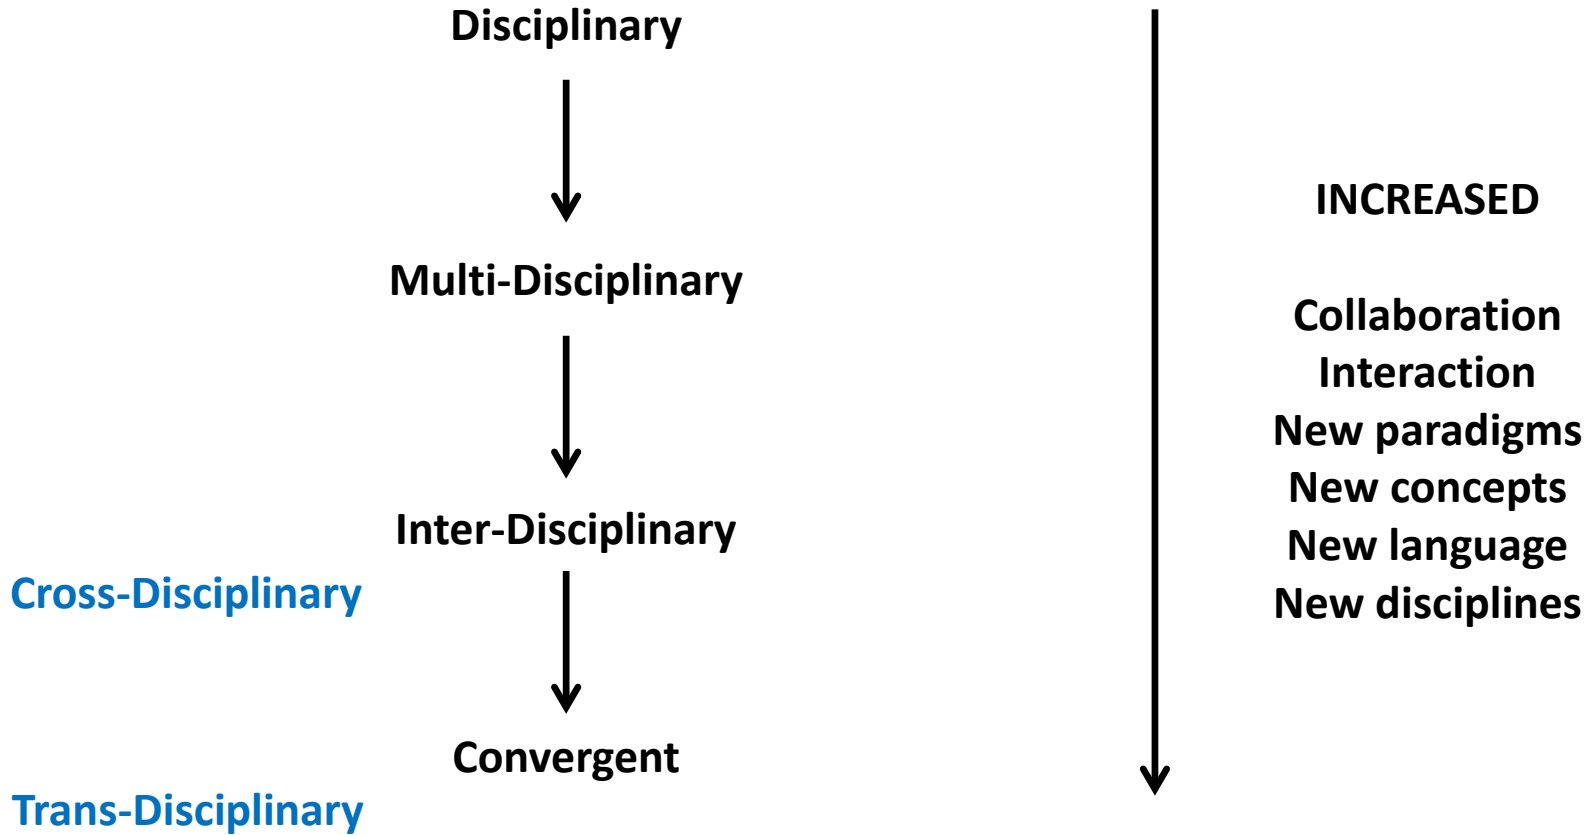 Disciplinary
Multi-Disciplinary
Inter-Disciplinary
Cross-Disciplinary
Convergent
Trans-Disciplinary
INCREASED
Collaboration
Interaction
New paradigms
New concepts
New language
New disciplines